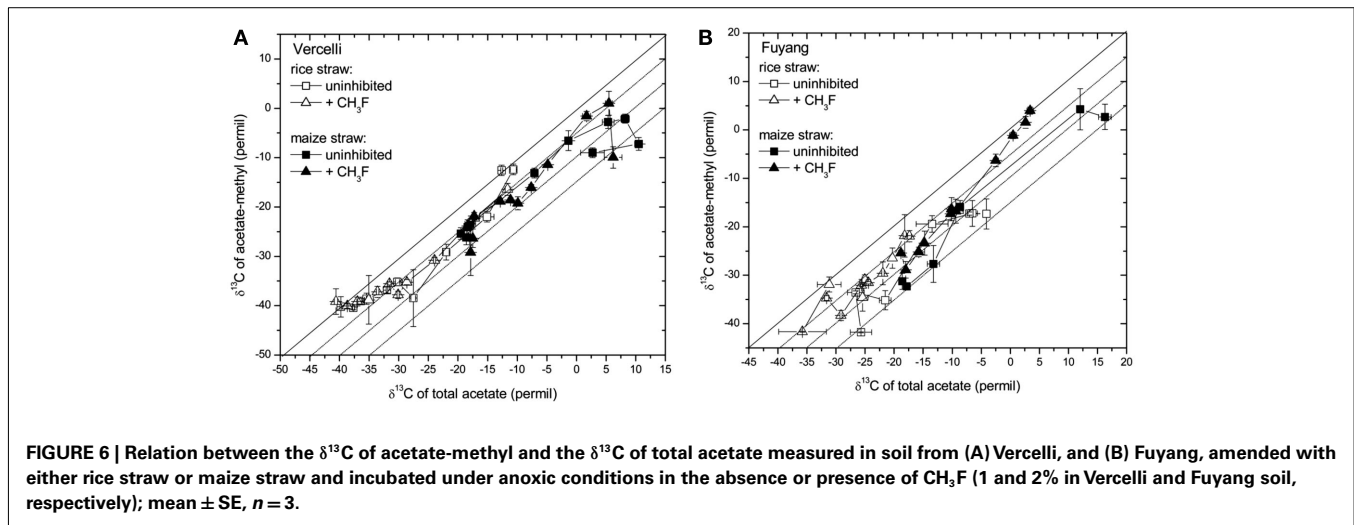 A
Vercelli
rice straw:
uninhibited
+ CH₃F
maize straw:
uninhibited
+ CH₃F
δ¹³C of acetate-methyl (permil)
10
0
-10
-20
-30
-40
-50
-50 -45 -40 -35 -30 -25 -20 -15 -10 -5 0 5 10 15
δ¹³C of total acetate (permil)
B
Fuyang
rice straw:
uninhibited
+ CH₃F
maize straw:
uninhibited
+ CH₃F
δ¹³C of acetate-methyl (permil)
20
10
0
-10
-20
-30
-40
-45 -40 -35 -30 -25 -20 -15 -10 -5 0 5 10 15 20
δ¹³C of total acetate (permil)
FIGURE 6 | Relation between the δ¹³C of acetate-methyl and the δ¹³C of total acetate measured in soil from (A) Vercelli, and (B) Fuyang, amended with
either rice straw or maize straw and incubated under anoxic conditions in the absence or presence of CH₃F (1 and 2% in Vercelli and Fuyang soil,
respectively); mean ± SE, n = 3.